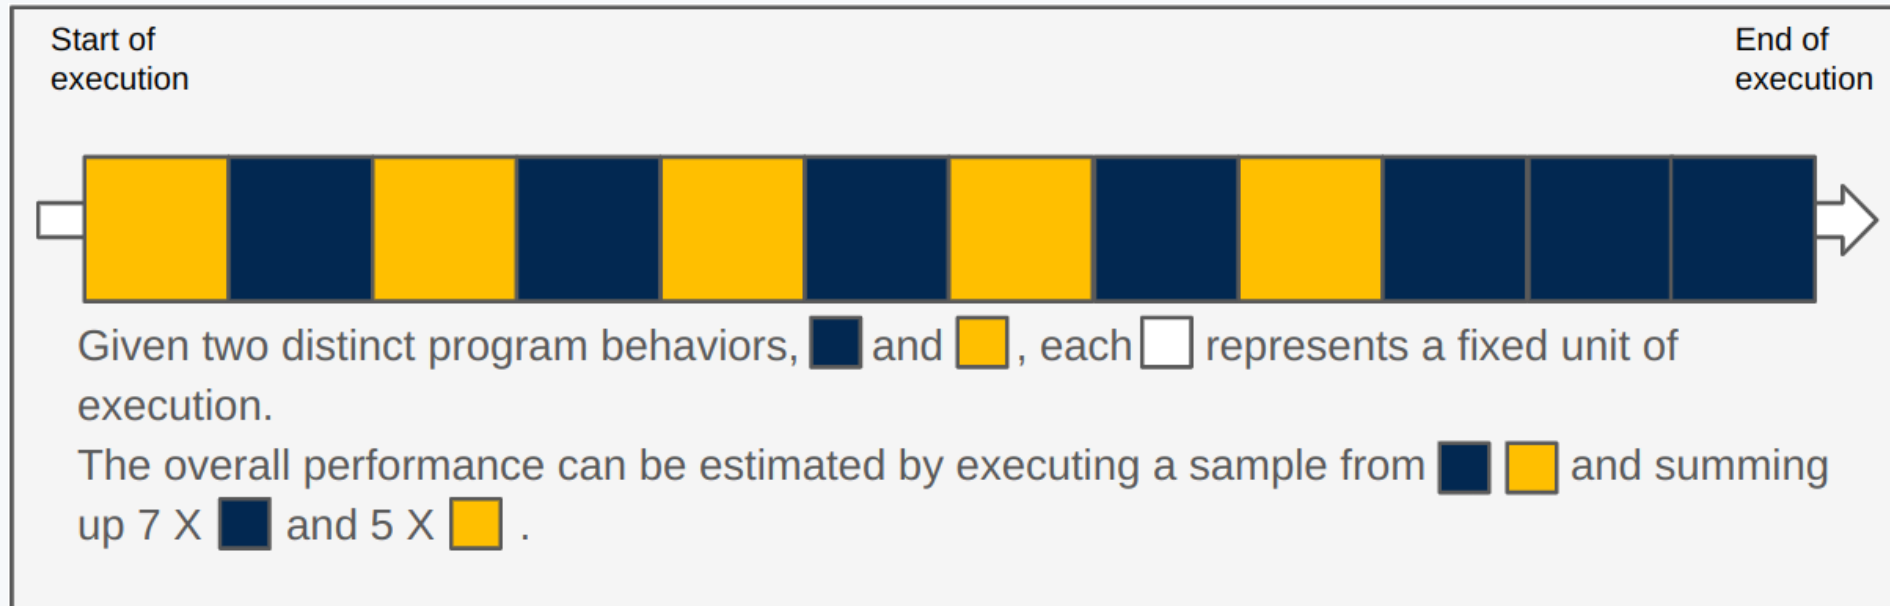 Start of
execution
End of
execution
Given two distinct program behaviors, and , each represents a fixed unit of
execution.
The overall performance can be estimated by executing a sample from and summing
up 7 X and 5 X .